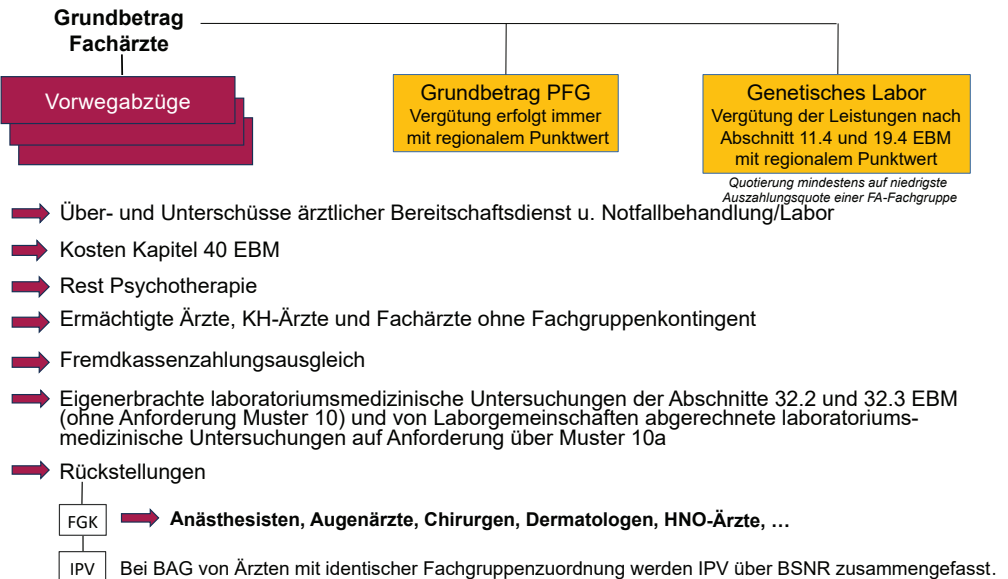 Grundbetrag
Fachärzte
Vorwegabzüge
Grundbetrag PFG
Vergütung erfolgt immer
mit regionalem Punktwert
Genetisches Labor
Vergütung der Leistungen nach
Abschnitt 11.4 und 19.4 EBM
mit regionalem Punktwert
Quotierung mindestens auf niedrigste
Auszahlungsquote einer FA-Fachgruppe
Über- und Unterschüsse ärztlicher Bereitschaftsdienst u. Notfallbehandlung/Labor
Kosten Kapitel 40 EBM
Rest Psychotherapie
Ermächtigte Ärzte, KH-Ärzte und Fachärzte ohne Fachgruppenkontingent
Fremdkassenzahlungsausgleich
Eigenerbrachte laboratoriumsmedizinische Untersuchungen der Abschnitte 32.2 und 32.3 EBM
(ohne Anforderung Muster 10) und von Laborgemeinschaften abgerechnete laboratoriums-
medizinische Untersuchungen auf Anforderung über Muster 10a
Rückstellungen
FGK
Anästhesisten, Augenärzte, Chirurgen, Dermatologen, HNO-Ärzte, …
IPV
Bei BAG von Ärzten mit identischer Fachgruppenzuordnung werden IPV über BSNR zusammengefasst.